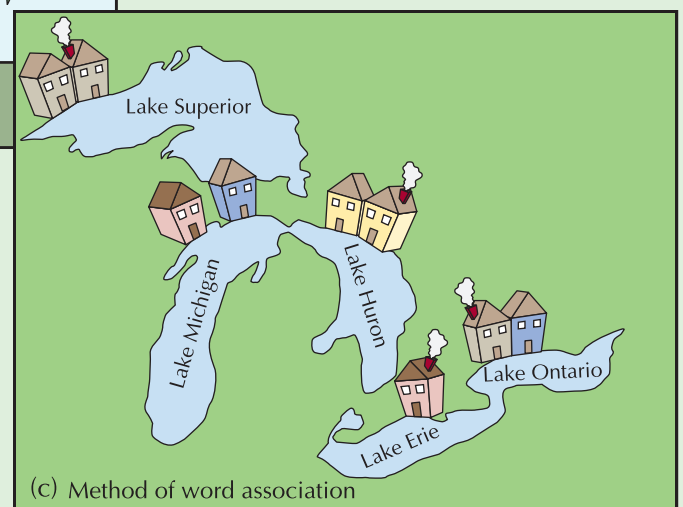 Lake Superior
Lake Michigan
Lake Huron
Lake Ontario
Lake Erie
(c) Method of word association